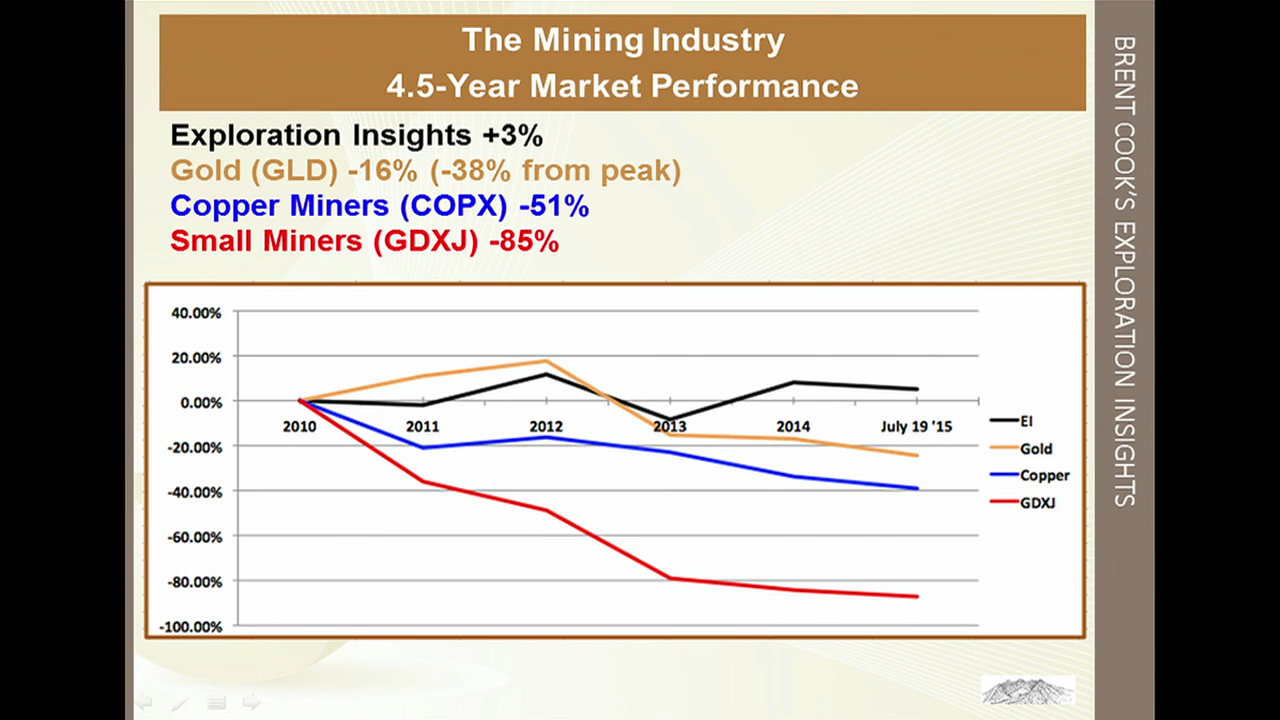 The Mining Industry
4.5-Year Market Performance
Exploration Insights +3%
Gold (GLD) -16% (-38% from peak)
Copper Miners (COPX) -51%
Small Miners (GDXJ) -85%
40.00%
20.00%
0.00%
-20.00%
-40.00%
-60.00%
-80.00%
-100.00%
2010 2011 2012 2013 2014 July 19 '15
EI
Gold
Copper
GDXJ
BRENT COOK'S EXPLORATION INSIGHTS